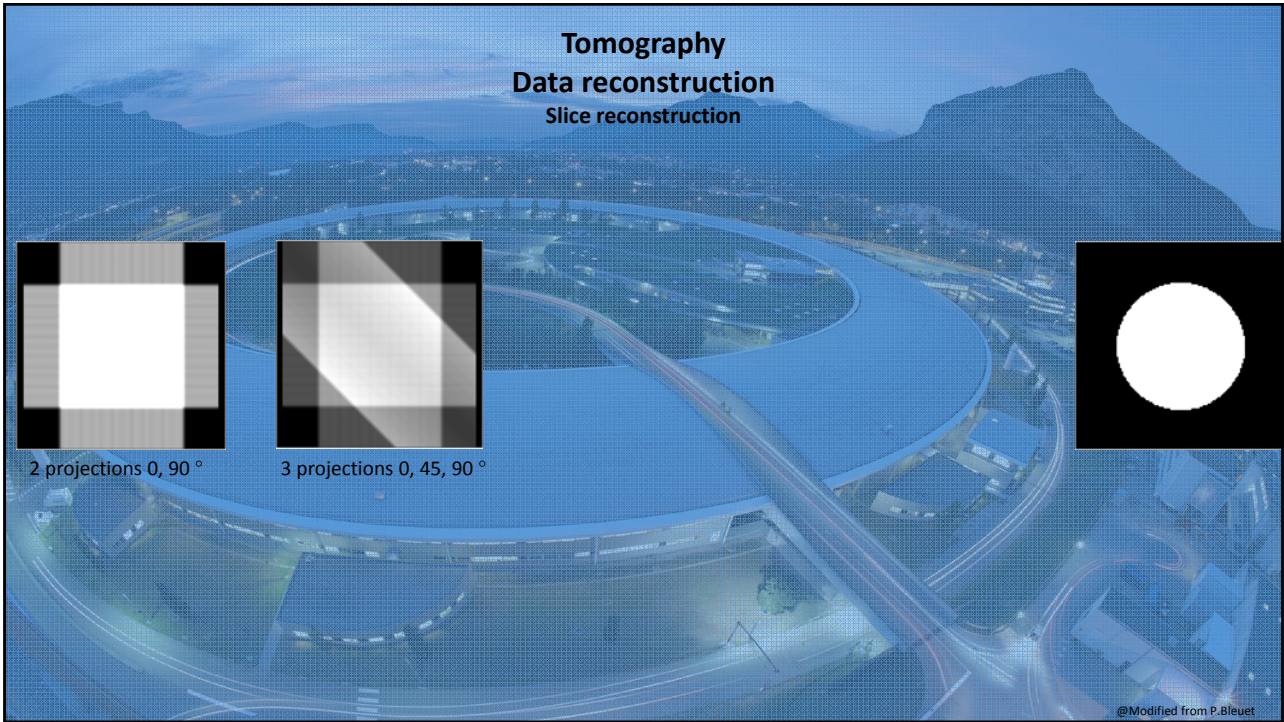 Tomography
Data reconstruction
Slice reconstruction
2 projections 0, 90 °
3 projections 0, 45, 90 °
@Modified from P.Bleuet